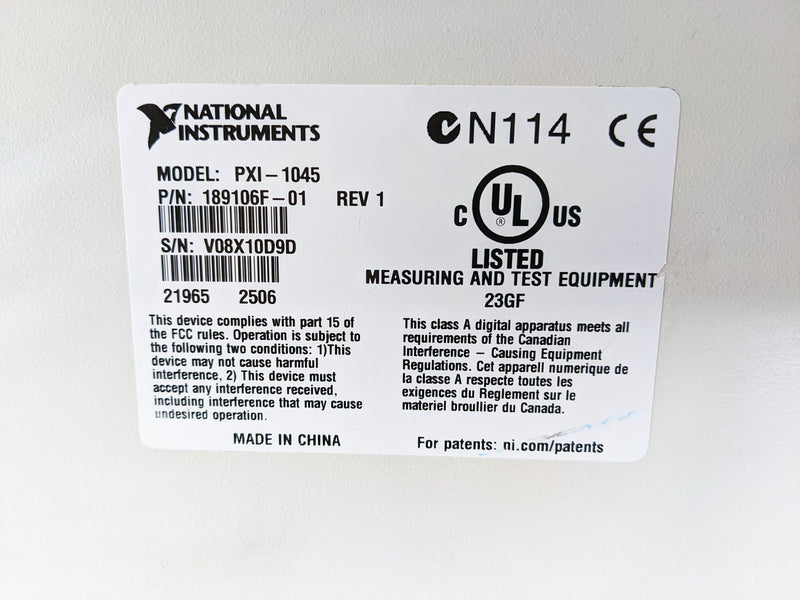 NATIONAL
INSTRUMENTS
N114 CE
MODEL: PXI-1045
P/N: 189106F-01 REV 1
S/N: V08X10D9D
21965 2506
C UL ® US
LISTED
MEASURING AND TEST EQUIPMENT
23GF
This device complies with part 15 of
the FCC rules. Operation is subject to
the following two conditions: 1)This
device may not cause harmful
interference, 2) This device must
accept any interference received,
including interference that may cause
undesired operation.
This class A digital apparatus meets all
requirements of the Canadian
Interference – Causing Equipment
Regulations. Cet apparell numerique de
la classe A respecte toutes les
exigences du Reglement sur le
materiel broullier du Canada.
MADE IN CHINA
For patents: ni.com/patents